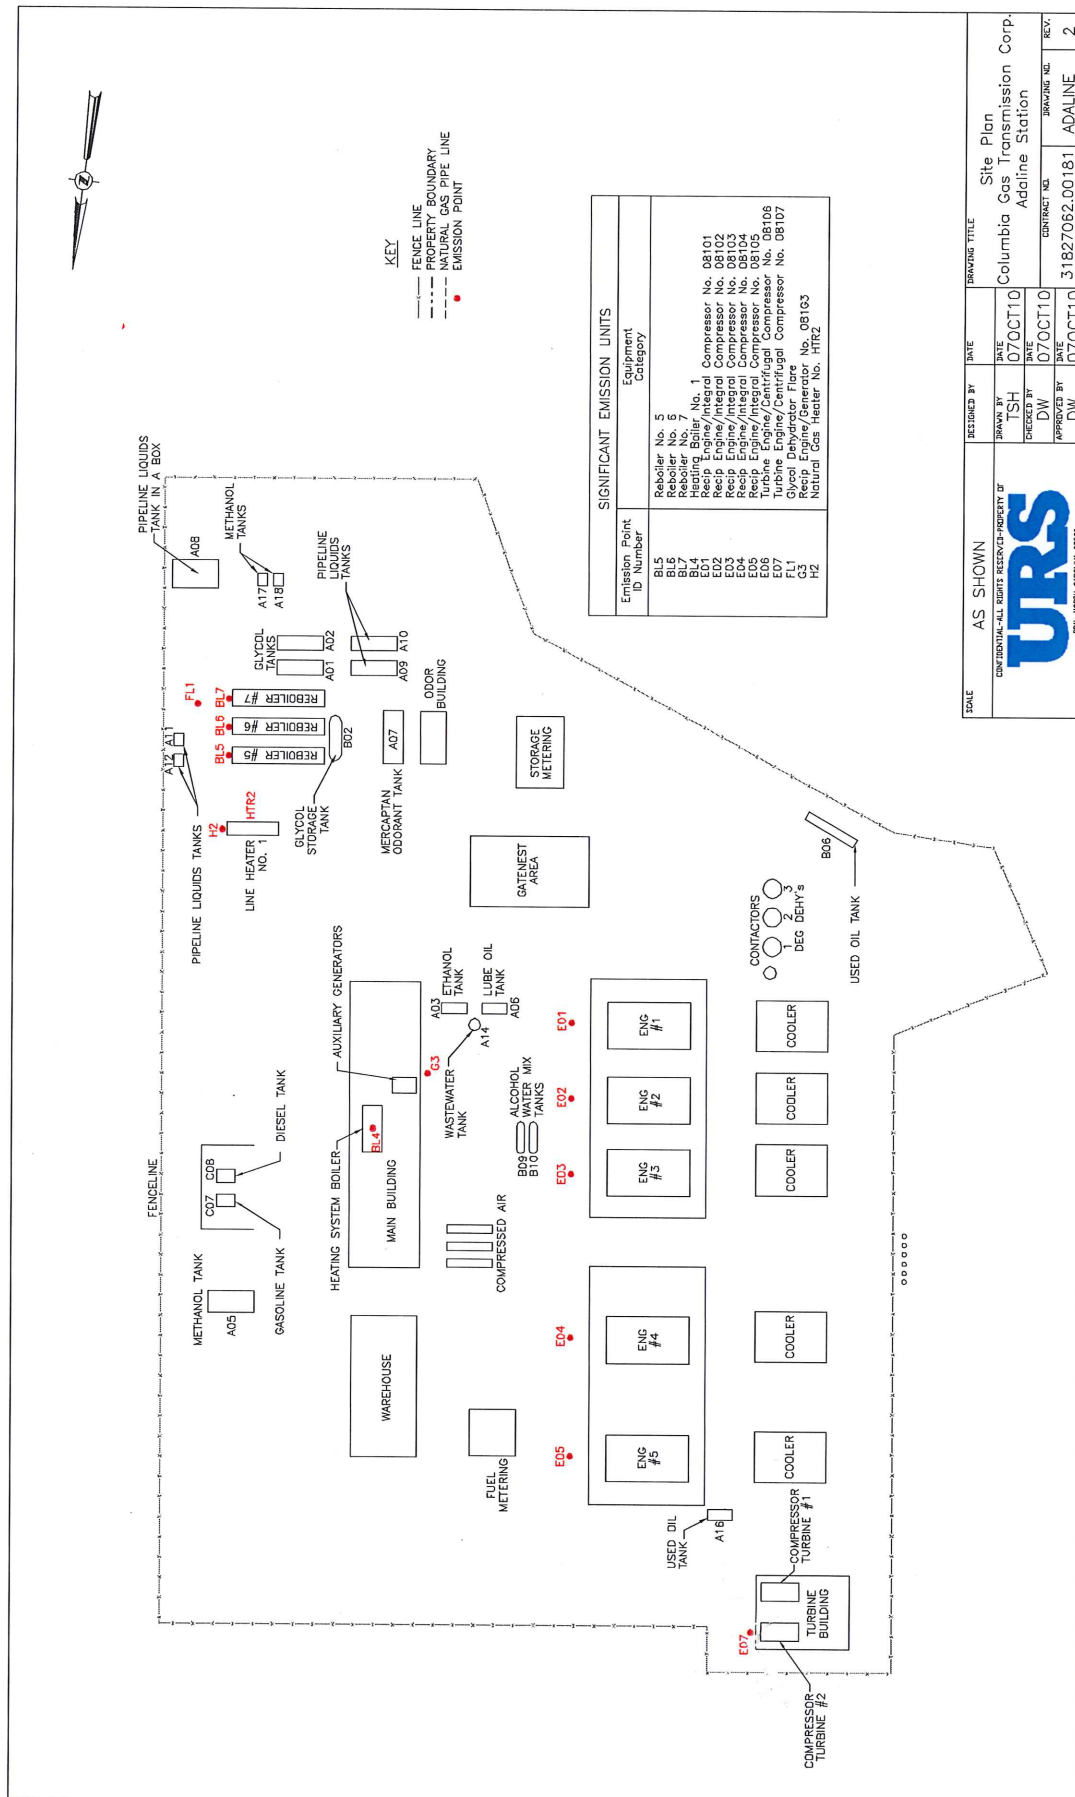 FENCELINE
PIPELINE LIQUIDS
TANK IN A BOX
A08
METHANOL
TANKS
A17
A18
FL1
A12
A11
PIPELINE LIQUIDS TANKS
H2
HTR2
LINE HEATER
NO. 1
BL5
BL6
BL7
REBOILER #5
REBOILER #6
REBOILER #7
GLYCOL
TANKS
A01
A02
PIPELINE
LIQUIDS
TANKS
A09
A10
B02
GLYCOL
STORAGE
TANK
MERCAPTAN
ODORANT TANK
A07
ODOR
BUILDING
STORAGE
METERING
GATENEST
AREA
METHANOL TANK
A05
C07
C08
GASOLINE TANK
DIESEL TANK
HEATING SYSTEM BOILER
AUXILIARY GENERATORS
BL4
MAIN BUILDING
G3
WAREHOUSE
A03
ETHANOL
TANK
WASTEWATER
TANK
A14
LUBE OIL
TANK
A06
COMPRESSED AIR
B09
B10
ALCOHOL
WATER MIX
TANKS
FUEL
METERING
E05
E04
E03
E02
E01
ENG
#5
ENG
#4
ENG
#3
ENG
#2
ENG
#1
USED OIL
TANK
A16
COOLER
COOLER
COOLER
COOLER
COOLER
CONTACTORS
1 2 3
DEG DEHY's
B06
USED OIL TANK
E07
COMPRESSOR
TURBINE #1
TURBINE
BUILDING
COMPRESSOR
TURBINE #2
KEY
FENCE LINE
PROPERTY BOUNDARY
NATURAL GAS PIPE LINE
EMISSION POINT
SIGNIFICANT EMISSION UNITS
Emission Point
ID Number
Equipment
Category
BL5 Reboiler No. 5
BL6 Reboiler No. 6
BL7 Reboiler No. 7
BL4 Heating Boiler No. 1
E01 Recip Engine/Integral Compressor No. 08101
E02 Recip Engine/Integral Compressor No. 08102
E03 Recip Engine/Integral Compressor No. 08103
E04 Recip Engine/Integral Compressor No. 08104
E05 Recip Engine/Integral Compressor No. 08105
E06 Turbine Engine/Centrifugal Compressor No. 08106
E07 Turbine Engine/Centrifugal Compressor No. 08107
FL1 Glycol Dehydrator Flare
G3 Recip Engine/Generator No. 081G3
H2 Natural Gas Heater No. HTR2
SCALE
AS SHOWN
CONFIDENTIAL-ALL RIGHTS RESERVED-PROPERTY OF
URS
DESIGNED BY
DATE
DRAWN BY
TSH
DATE
07OCT10
CHECKED BY
DW
DATE
07OCT10
APPROVED BY
DW
DATE
07OCT10
DRAWING TITLE
Site Plan
Columbia Gas Transmission Corp.
Adaline Station
CONTRACT NO.
31827062.00181
DRAWING NO.
ADALINE
REV.
2